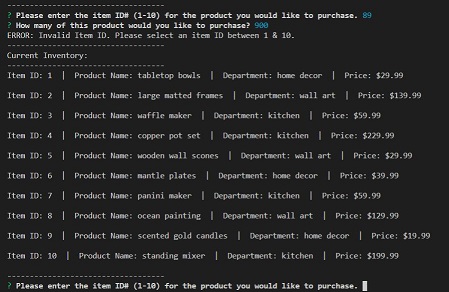 --------------------------------
? Please enter the item ID# (1-10) for the product you would like to purchase. 89
? How many of this product would you like to purchase? 900
ERROR: Invalid Item ID. Please select an item ID between 1 & 10.
--------------------------------
Current Inventory:
--------------------------------
Item ID: 1 | Product Name: tabletop bowls | Department: home decor | Price: $29.99
Item ID: 2 | Product Name: large matted frames | Department: wall art | Price: $139.99
Item ID: 3 | Product Name: waffle maker | Department: kitchen | Price: $59.99
Item ID: 4 | Product Name: copper pot set | Department: kitchen | Price: $229.99
Item ID: 5 | Product Name: wooden wall scones | Department: wall art | Price: $29.99
Item ID: 6 | Product Name: mantle plates | Department: home decor | Price: $39.99
Item ID: 7 | Product Name: panini maker | Department: kitchen | Price: $59.99
Item ID: 8 | Product Name: ocean painting | Department: wall art | Price: $129.99
Item ID: 9 | Product Name: scented gold candles | Department: home decor | Price: $19.99
Item ID: 10 | Product Name: standing mixer | Department: kitchen | Price: $199.99
--------------------------------
? Please enter the item ID# (1-10) for the product you would like to purchase.